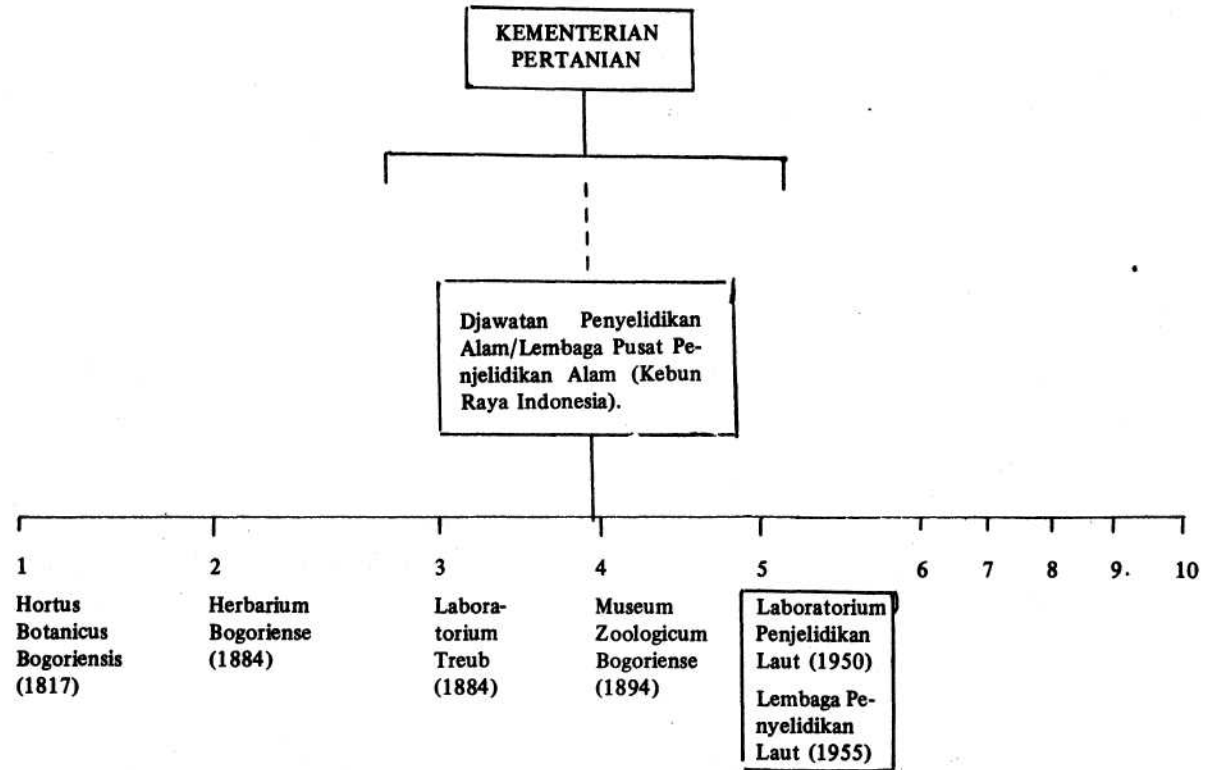 KEMENTERIAN
PERTANIAN
Djawatan Penyelidikan
Alam/Lembaga Pusat Pe-
njelidikan Alam (Kebun
Raya Indonesia).
1 2 3 4 5 6 7 8 9. 10
Hortus
Botanicus
Bogoriensis
(1817)
Herbarium
Bogoriense
(1884)
Labora-
torium
Treub
(1884)
Museum
Zoologicum
Bogoriense
(1894)
Laboratorium
Penjelidikan
Laut (1950)
Lembaga Pe-
nyelidikan
Laut (1955)